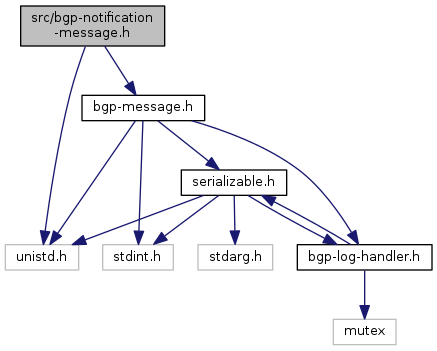 src/bgp-notification
-message.h
bgp-message.h
serializable.h
unistd.h
stdint.h
stdarg.h
bgp-log-handler.h
mutex